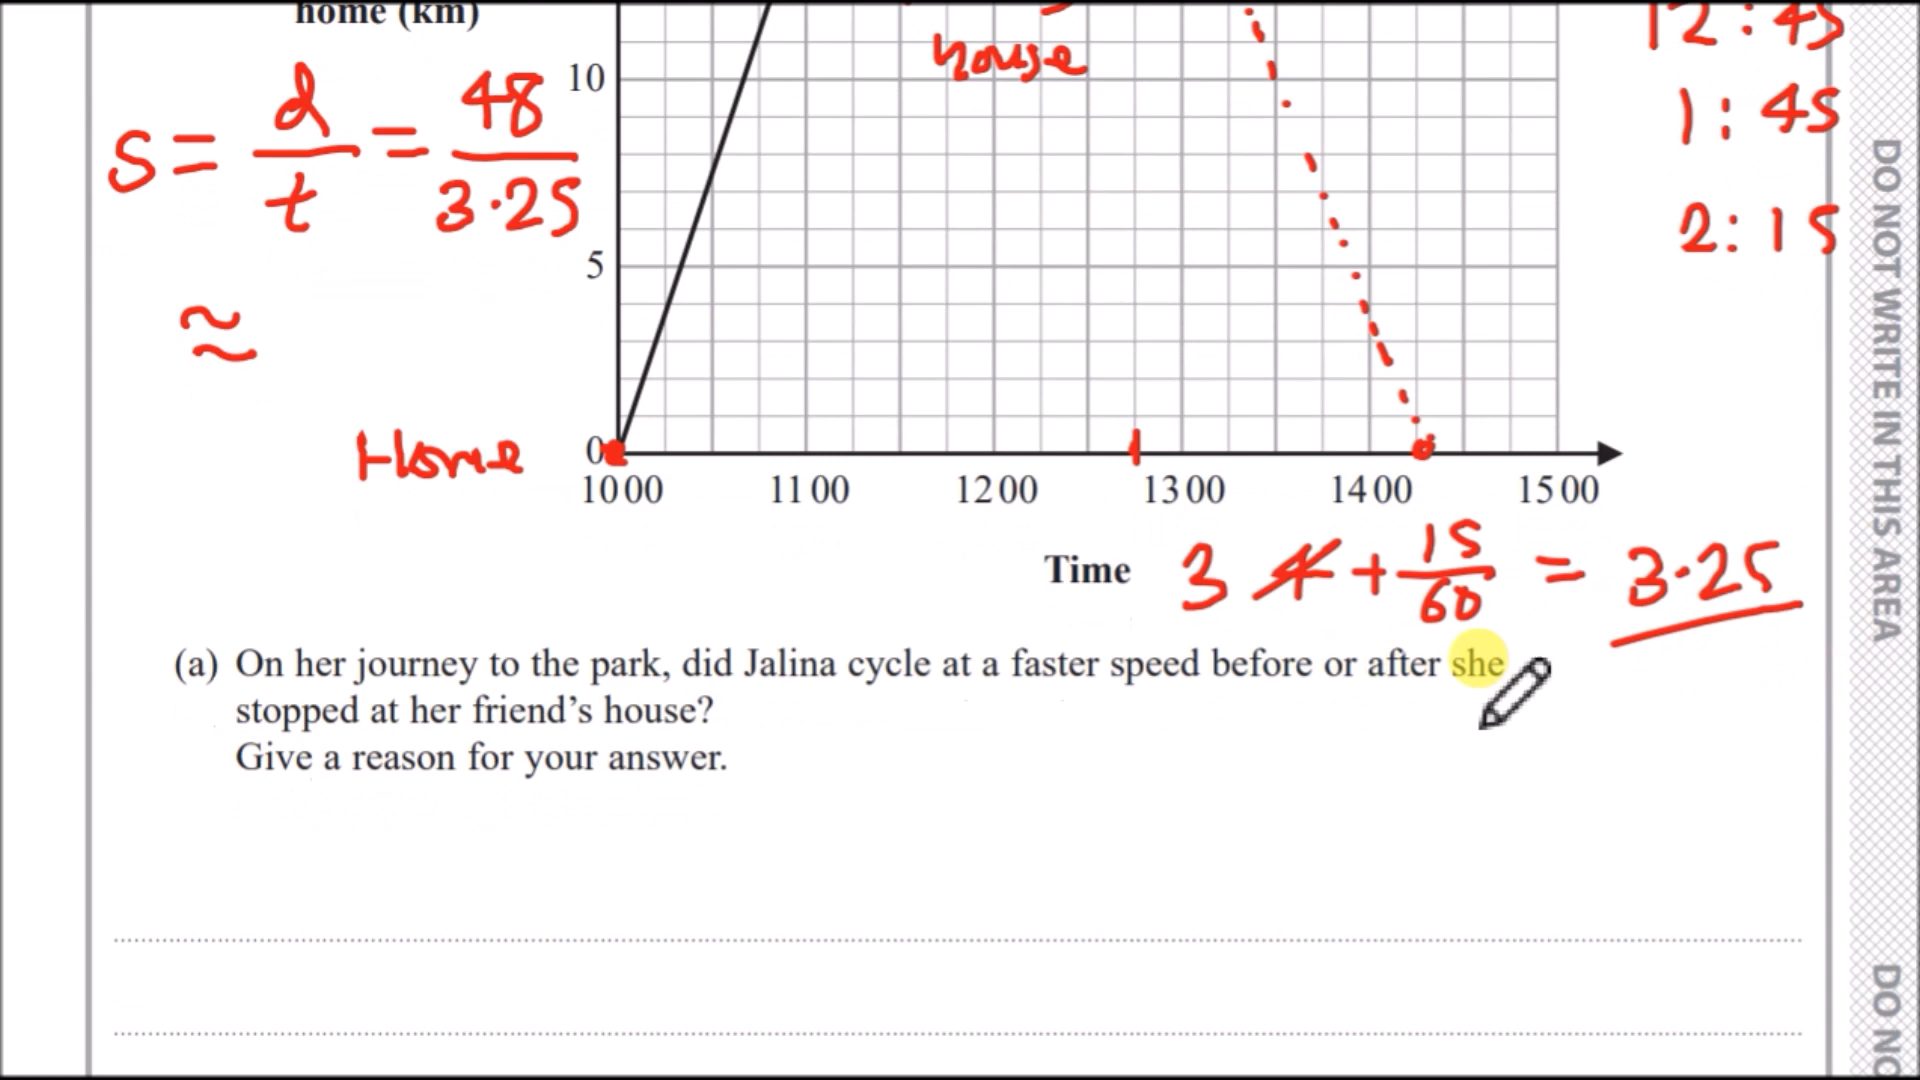 home (km)
12:45
house
10
1:45
S = d/t = 48/3.25
2:15
5
≈
Home
0
1000 1100 1200 1300 1400 1500
Time
3 4 + 15/60 = 3.25
(a) On her journey to the park, did Jalina cycle at a faster speed before or after she
stopped at her friend's house?
Give a reason for your answer.
DO NOT WRITE IN THIS AREA
DO NO